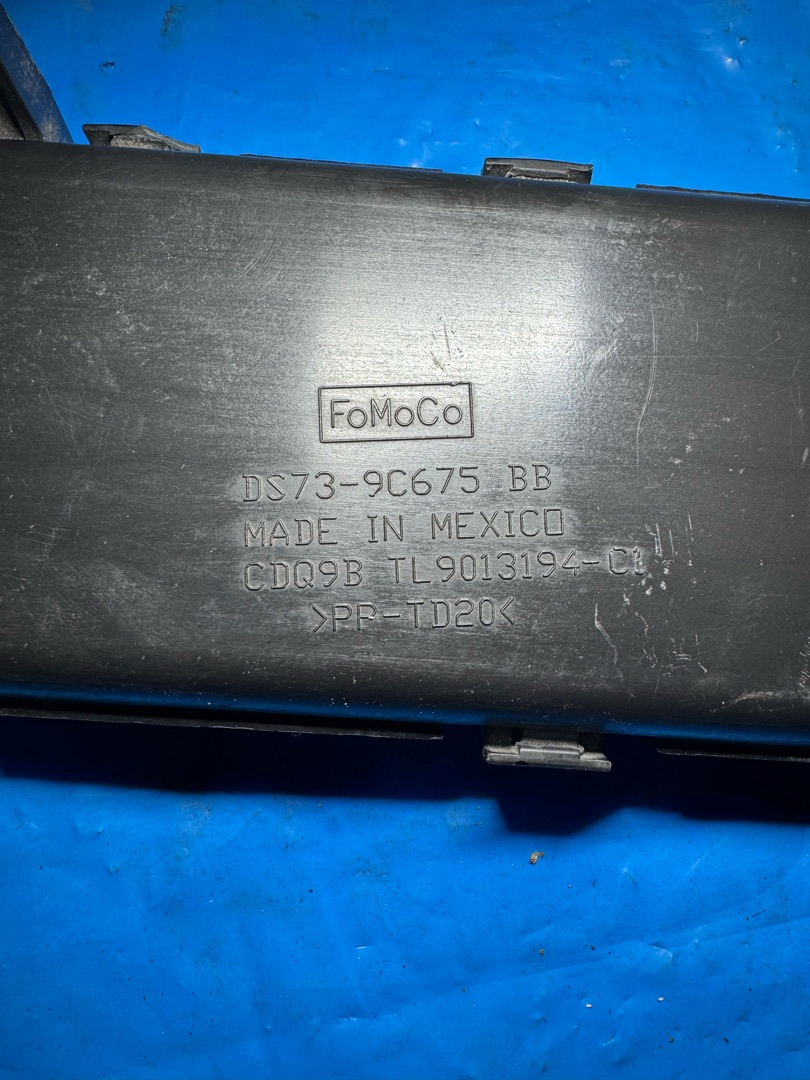 FoMoCo
DS73-9C675 BB
MADE IN MEXICO
CDQ9B TL9013194-C1
>PP-TD20<